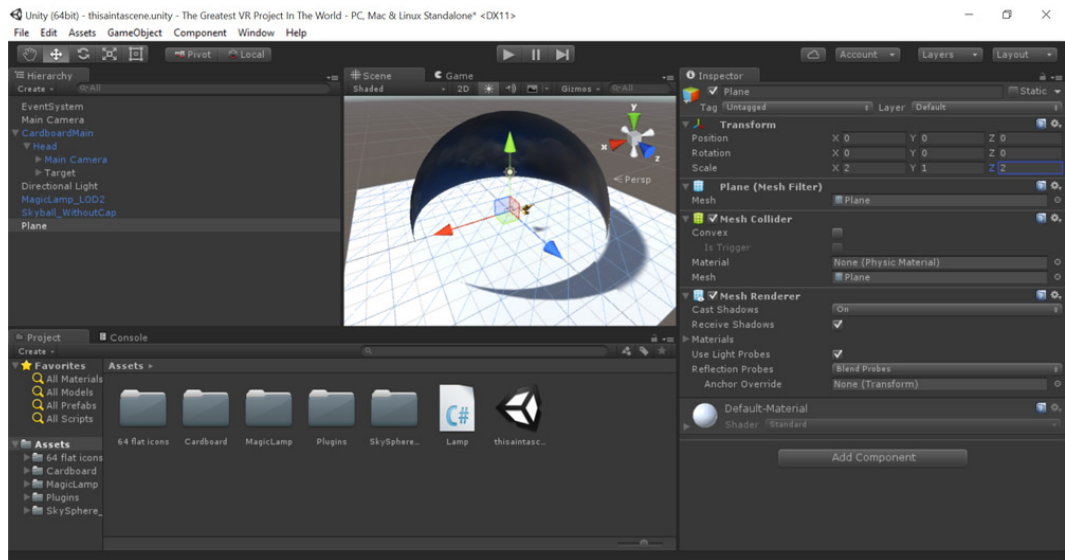 Unity (64bit) - thisaintascene.unity - The Greatest VR Project In The World - PC, Mac & Linux Standalone* <DX11>
File Edit Assets GameObject Component Window Help
Pivot Local Account Layers Layout
Hierarchy
Create All
EventSystem
Main Camera
CardboardMain
Head
Main Camera
Target
Directional Light
MagicLamp_LOD2
Skyball_WithoutCap
Plane
Scene Game
Shaded 2D Gizmos All
y
x
z
Persp
Inspector
Plane Static
Tag Untagged Layer Default
Transform
Position X 0 Y 0 Z 0
Rotation X 0 Y 0 Z 0
Scale X 2 Y 1 Z 2
Plane (Mesh Filter)
Mesh Plane
Mesh Collider
Convex
Is Trigger
Material None (Physic Material)
Mesh Plane
Mesh Renderer
Cast Shadows On
Receive Shadows
Materials
Use Light Probes
Reflection Probes Blend Probes
Anchor Override None (Transform)
Default-Material
Shader Standard
Add Component
Project Console
Create
Favorites
All Materials
All Models
All Prefabs
All Scripts
Assets
64 flat icons
Cardboard
MagicLamp
Plugins
SkySphere_
Assets
64 flat icons Cardboard MagicLamp Plugins SkySphere... C# Lamp thisaintasc...